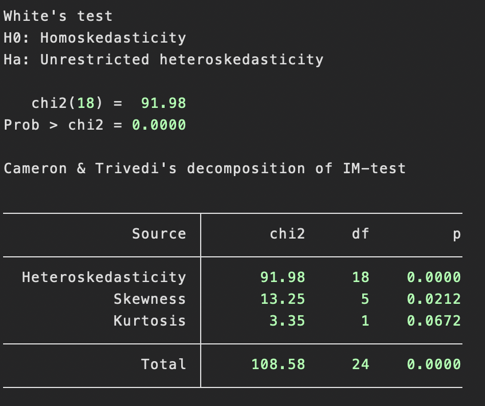 White's test
H0: Homoskedasticity
Ha: Unrestricted heteroskedasticity
chi2(18) = 91.98
Prob > chi2 = 0.0000
Cameron & Trivedi's decomposition of IM-test
Source chi2 df p
Heteroskedasticity 91.98 18 0.0000
Skewness 13.25 5 0.0212
Kurtosis 3.35 1 0.0672
Total 108.58 24 0.0000